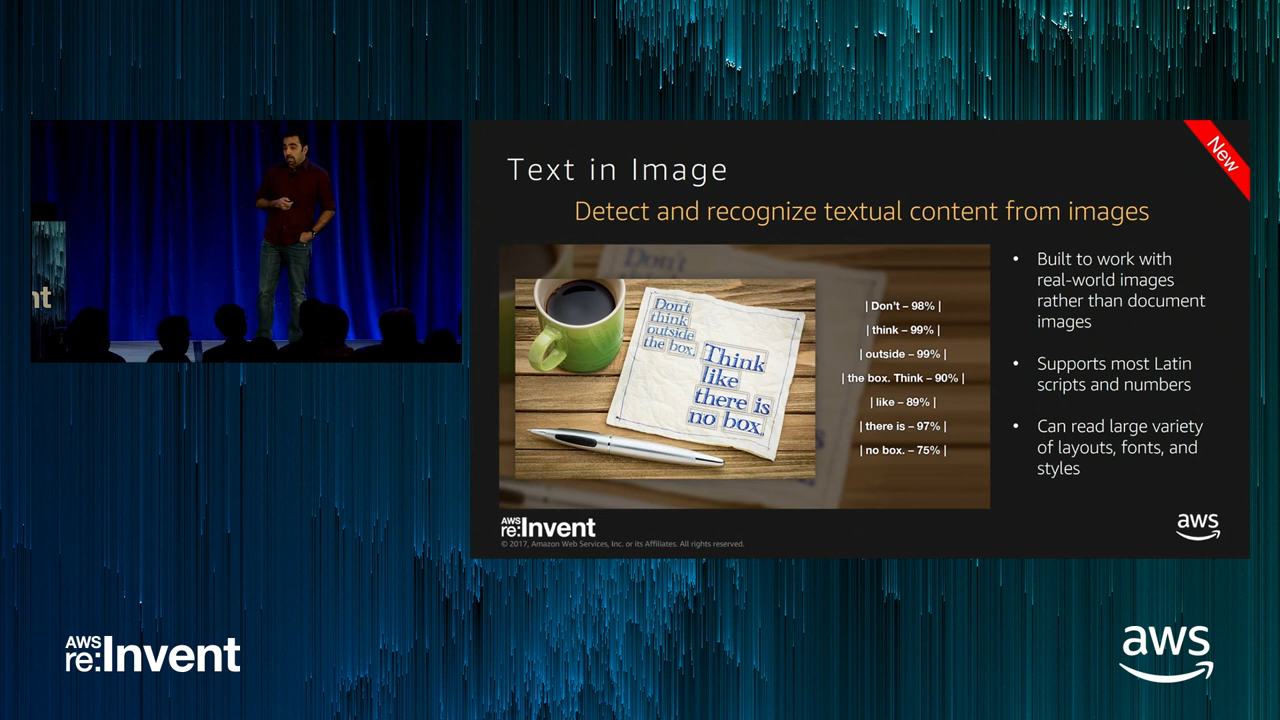 nt
Text in Image
New
Detect and recognize textual content from images
Don't
Don't
think
outside
the box.
Think
like
there is
no box.
| Don't – 98% |
| think – 99% |
| outside – 99% |
| the box. Think – 90% |
| like – 89% |
| there is – 97% |
| no box. – 75% |
• Built to work with
real-world images
rather than document
images
• Supports most Latin
scripts and numbers
• Can read large variety
of layouts, fonts, and
styles
AWS
re:Invent
© 2017, Amazon Web Services, Inc. or its Affiliates. All rights reserved.
aws
AWS
re:Invent
aws